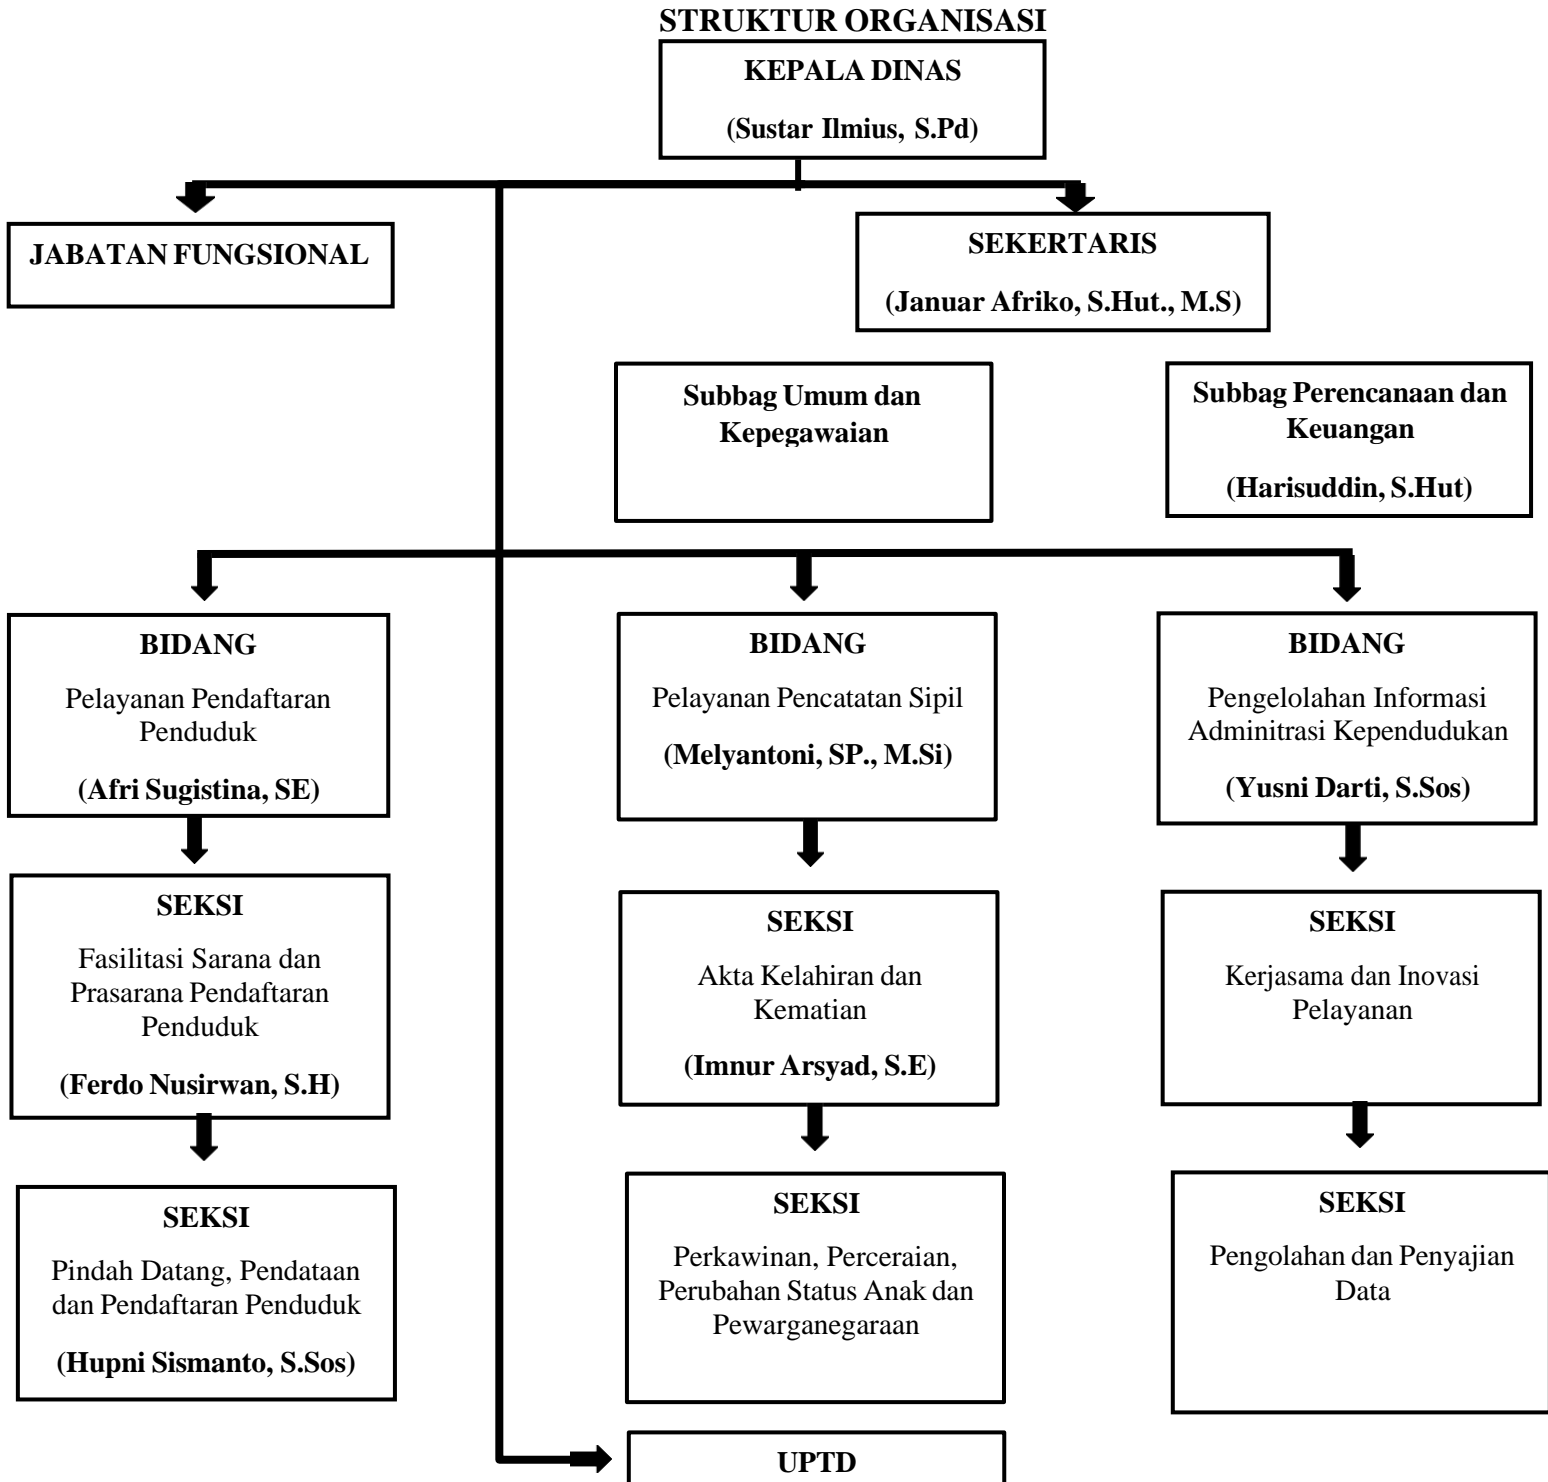 STRUKTUR ORGANISASI
KEPALA DINAS
(Sustar Ilmius, S.Pd)
JABATAN FUNGSIONAL
SEKERTARIS
(Januar Afriko, S.Hut., M.S)
Subbag Umum dan
Kepegawaian
Subbag Perencanaan dan
Keuangan
(Harisuddin, S.Hut)
BIDANG
Pelayanan Pendaftaran
Penduduk
(Afri Sugistina, SE)
BIDANG
Pelayanan Pencatatan Sipil
(Melyantoni, SP., M.Si)
BIDANG
Pengelolahan Informasi
Adminitrasi Kependudukan
(Yusni Darti, S.Sos)
SEKSI
Fasilitasi Sarana dan
Prasarana Pendaftaran
Penduduk
(Ferdo Nusirwan, S.H)
SEKSI
Akta Kelahiran dan
Kematian
(Imnur Arsyad, S.E)
SEKSI
Kerjasama dan Inovasi
Pelayanan
SEKSI
Pindah Datang, Pendataan
dan Pendaftaran Penduduk
(Hupni Sismanto, S.Sos)
SEKSI
Perkawinan, Perceraian,
Perubahan Status Anak dan
Pewarganegaraan
SEKSI
Pengolahan dan Penyajian
Data
UPTD